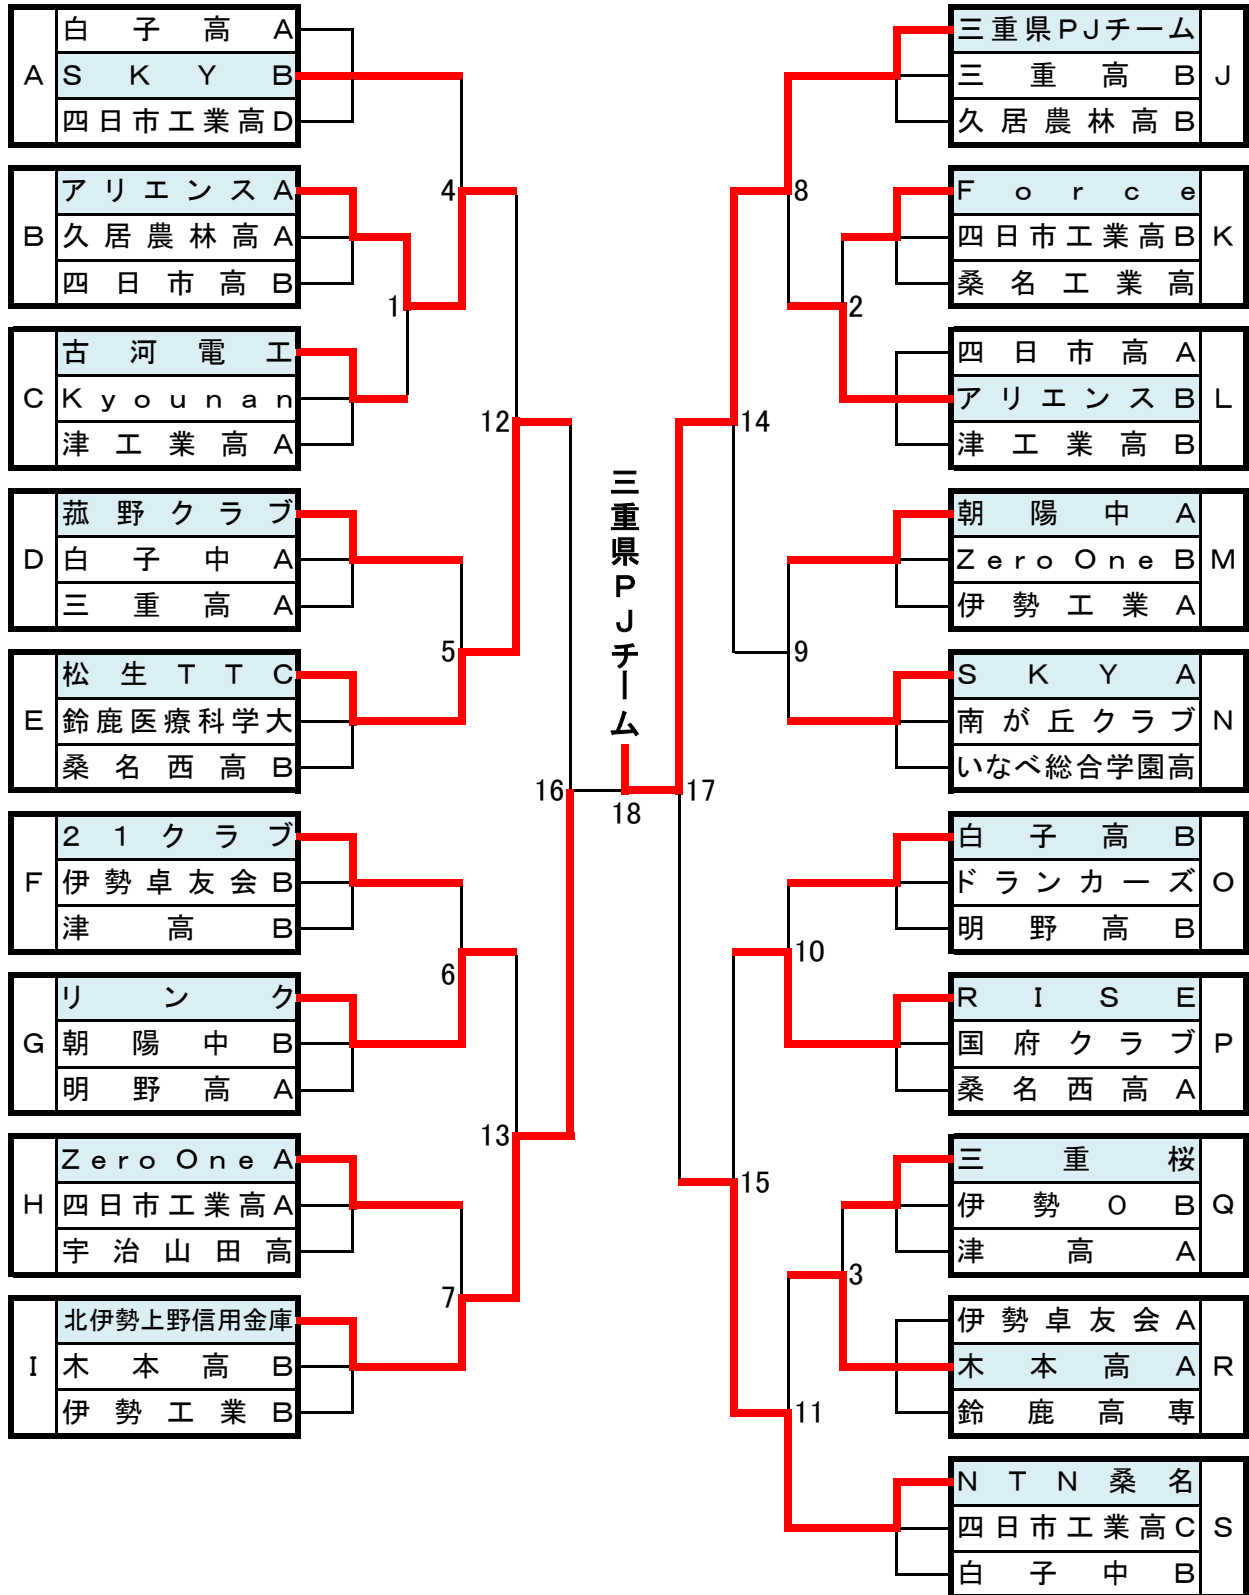 A
白子高A
SKYB
四日市工業高D
B
アリエンスA
久居農林高A
四日市高B
C
古河電工
Kyounan
津工業高A
D
菰野クラブ
白子中A
三重高A
E
松生TTC
鈴鹿医療科学大
桑名西高B
F
21クラブ
伊勢卓友会B
津高B
G
リンク
朝陽中B
明野高A
H
ZeroOneA
四日市工業高A
宇治山田高
I
北伊勢上野信用金庫
木本高B
伊勢工業B
4
1
12
5
16
6
13
7
三重県PJチーム
18
8
2
14
9
17
10
15
3
11
三重県PJチーム
三重高B
久居農林高B
J
Force
四日市工業高B
桑名工業高
K
四日市高A
アリエンスB
津工業高B
L
朝陽中A
ZeroOneB
伊勢工業A
M
SKYA
南が丘クラブ
いなべ総合学園高
N
白子高B
ドランカーズ
明野高B
O
RISE
国府クラブ
桑名西高A
P
三重桜
伊勢OB
津高A
Q
伊勢卓友会A
木本高A
鈴鹿高専
R
NTN桑名
四日市工業高C
白子中B
S